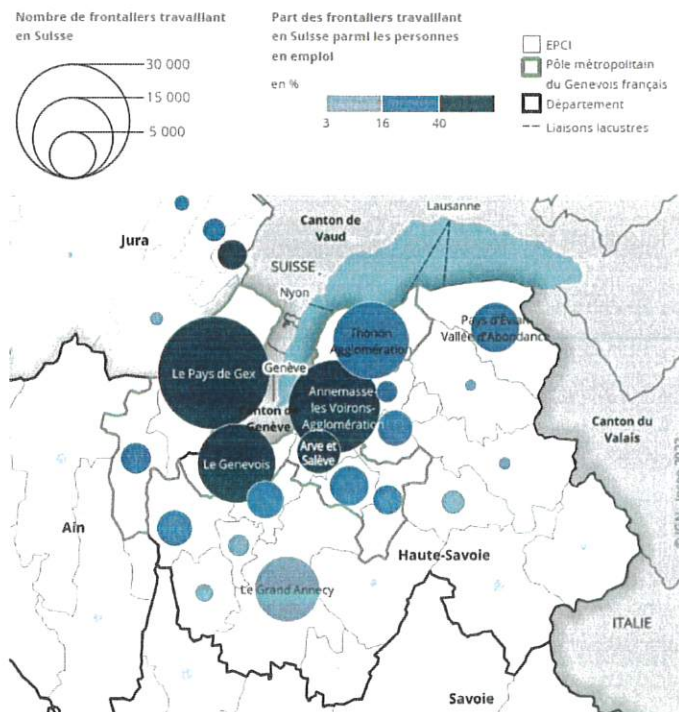 Nombre de frontaliers travaillant
en Suisse
30 000
15 000
5 000
Part des frontaliers travaillant
en Suisse parmi les personnes
en emploi
en %
3
16
40
EPCI
Pôle métropolitain
du Genevois français
Département
Liaisons lacustres
Lausanne
Canton de
Vaud
Jura
SUISSE
Nyon
Thonon
Agglomération
Pays d'Évian
Vallée d'Abondance
Le Pays de Gex
Genève
Canton de
Genève
Annemasse-
les Voirons-
Agglomération
Arve et
Salève
Le Genevois
Canton du
Valais
Ain
Haute-Savoie
Le Grand Annecy
ITALIE
Savoie